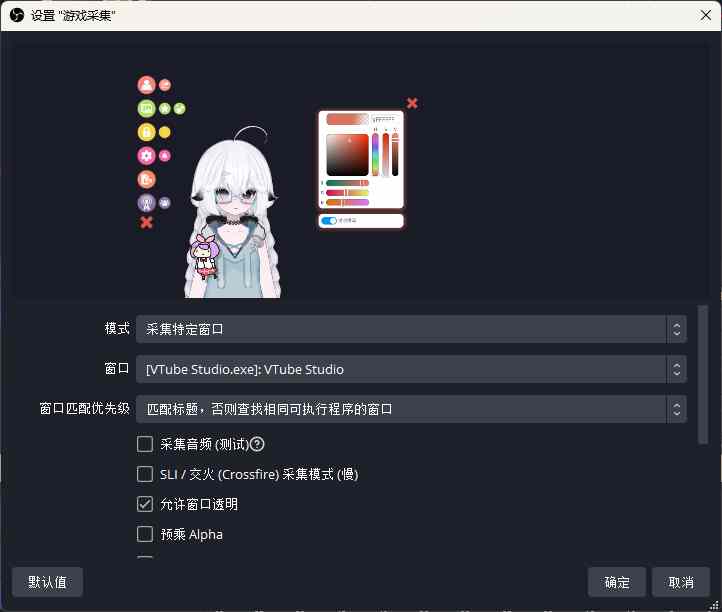 设置 "游戏采集"
模式
采集特定窗口
窗口
[VTube Studio.exe]: VTube Studio
窗口匹配优先级
匹配标题，否则查找相同可执行程序的窗口
采集音频 (测试)
SLI / 交火 (Crossfire) 采集模式 (慢)
允许窗口透明
预乘 Alpha
默认值
确定
取消